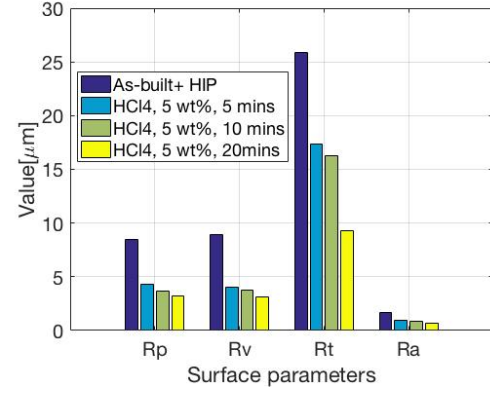 30
25
20
15
10
5
0
Value[μm]
As-built+ HIP
HCl4, 5 wt%, 5 mins
HCl4, 5 wt%, 10 mins
HCl4, 5 wt%, 20mins
Rp Rv Rt Ra
Surface parameters